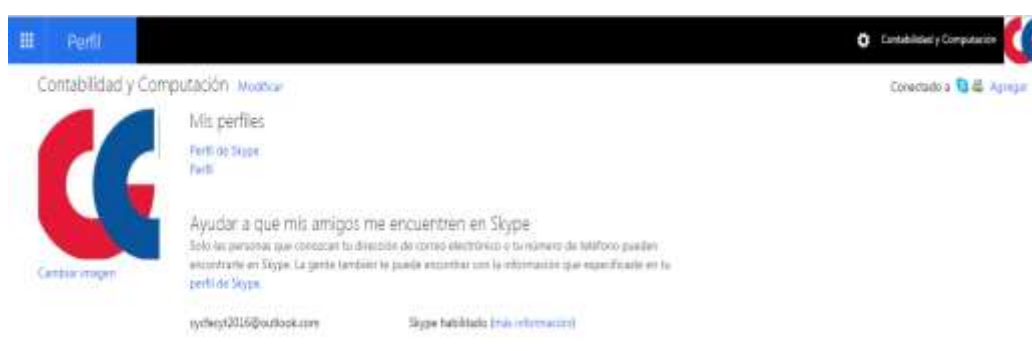 Perfil
Contabilidad y Computación
Contabilidad y Computación Modificar
Conectado a Agregar
Mis perfiles
Perfil de Skype
Perfil
Ayudar a que mis amigos me encuentren en Skype
Solo las personas que conozcan tu dirección de correo electrónico o tu número de teléfono pueden
encontrarte en Skype. La gente también te puede encontrar con la información que especificaste en tu
perfil de Skype.
Cambiar imagen
Skype habilitado (más información)